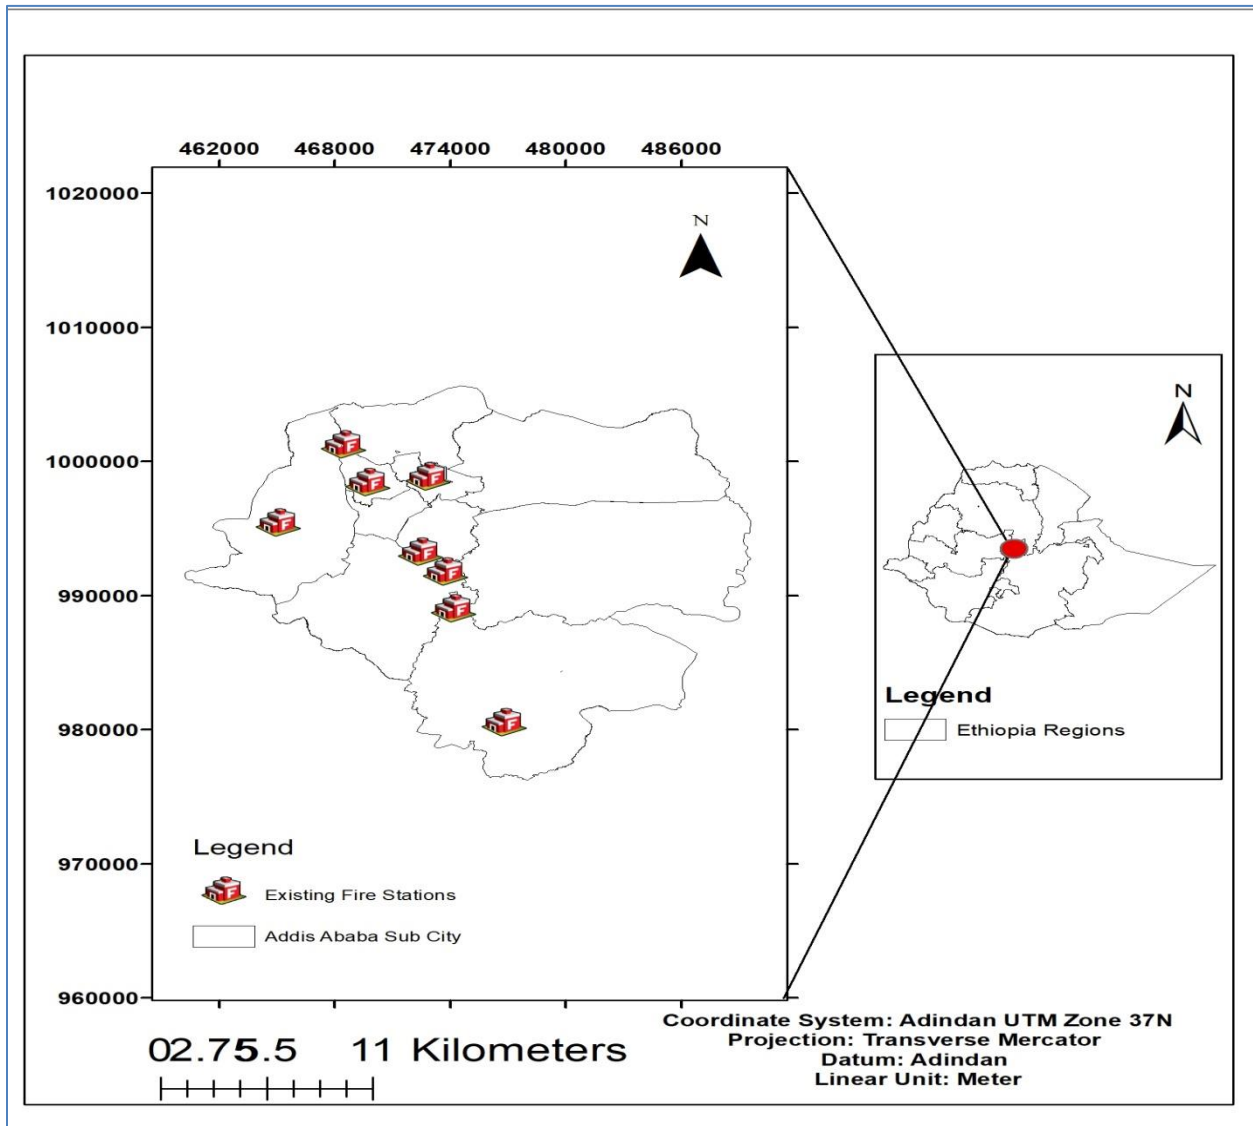 462000 468000 474000 480000 486000
1020000
N
1010000
N
1000000
990000
Legend
980000
Ethiopia Regions
Legend
970000
F Existing Fire Stations
Addis Ababa Sub City
960000
Coordinate System: Adindan UTM Zone 37N
Projection: Transverse Mercator
Datum: Adindan
Linear Unit: Meter
02.755.5 11 Kilometers